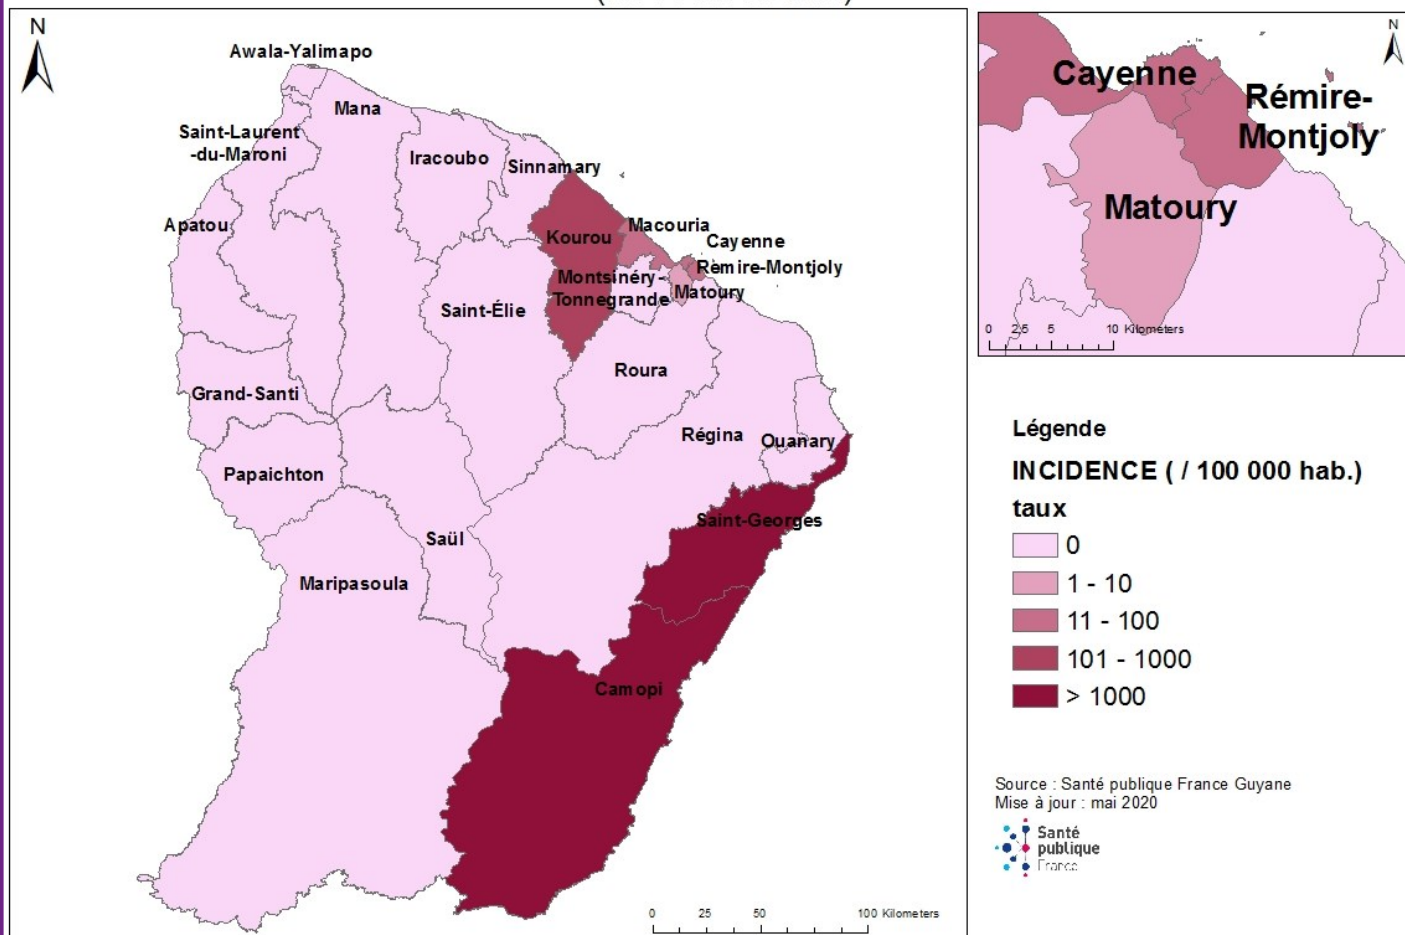 N
Awala-Yalimapo
Mana
Saint-Laurent
-du-Maroni
Iracoubo
Sinnamary
Apatou
Kourou
Macouria
Cayenne
Rémire-Montjoly
Montsinéry-
Tonnegrande
Matoury
Saint-Élie
Roura
Grand-Santi
Régina
Ouanary
Papaichton
Saint-Georges
Saül
Maripasoula
Camopi
0 25 50 100 Kilometers
N
Cayenne
Rémire-
Montjoly
Matoury
0 2,5 5 10 Kilometers
Légende
INCIDENCE ( / 100 000 hab.)
taux
0
1 - 10
11 - 100
101 - 1000
> 1000
Source : Santé publique France Guyane
Mise à jour : mai 2020
Santé
publique
France